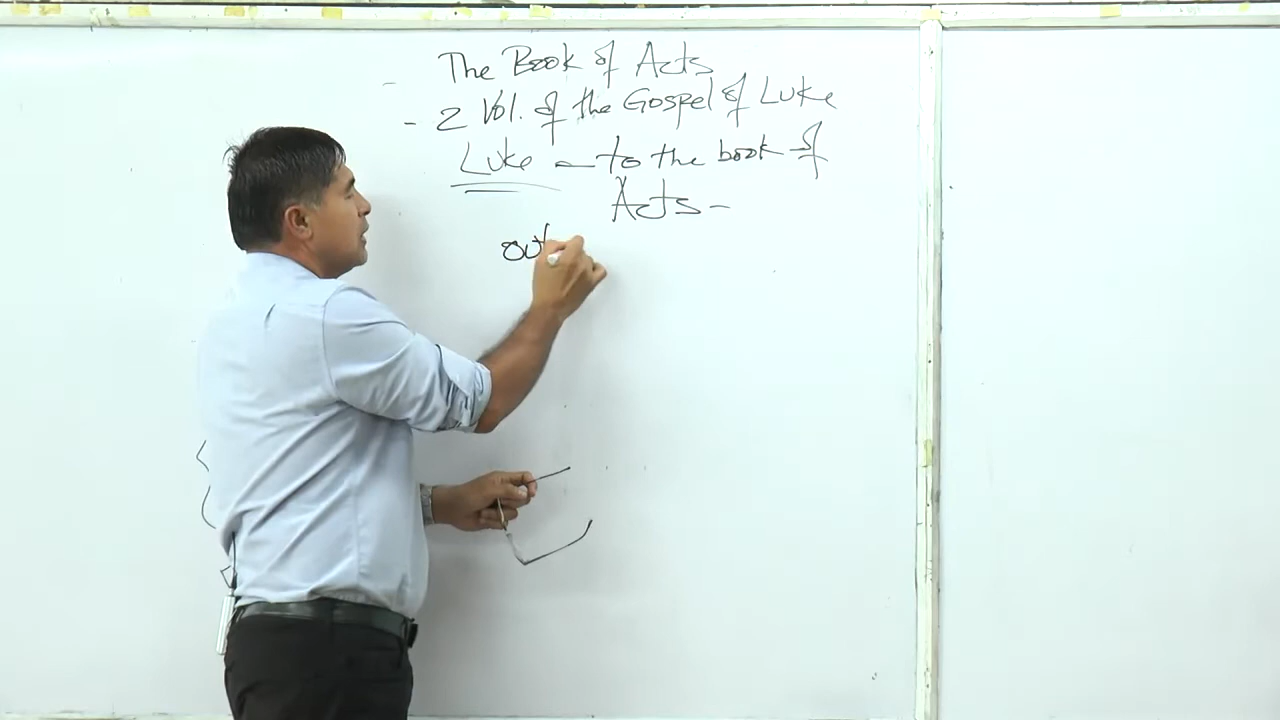 - The Book of Acts
- 2 Vol. of the Gospel of Luke
Luke - to the book of
Acts -
out